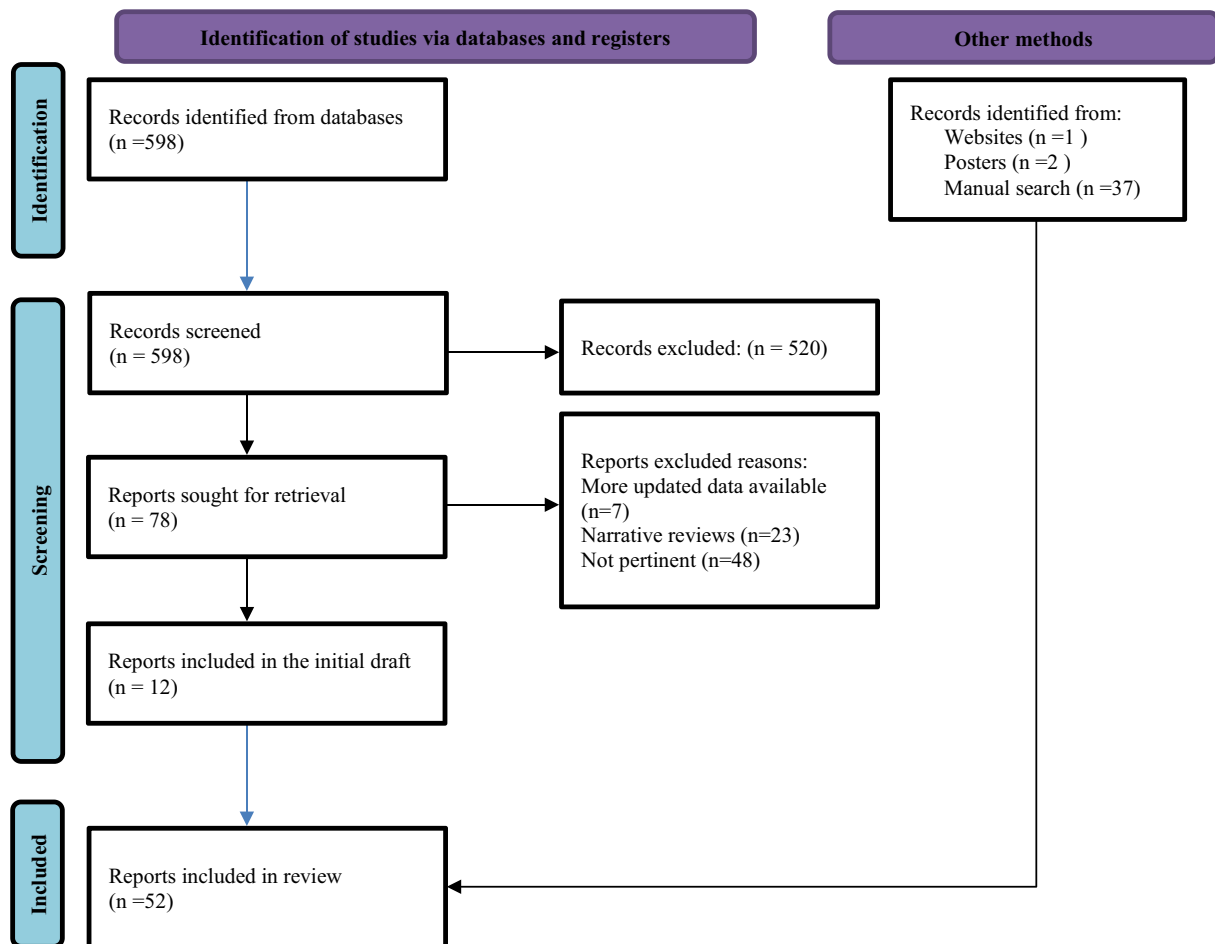 Identification of studies via databases and registers
Other methods
Identification
Records identified from databases
(n =598)
Records identified from:
Websites (n =1 )
Posters (n =2 )
Manual search (n =37)
Screening
Records screened
(n = 598)
Records excluded: (n = 520)
Reports sought for retrieval
(n = 78)
Reports excluded reasons:
More updated data available
(n=7)
Narrative reviews (n=23)
Not pertinent (n=48)
Reports included in the initial draft
(n = 12)
Included
Reports included in review
(n =52)